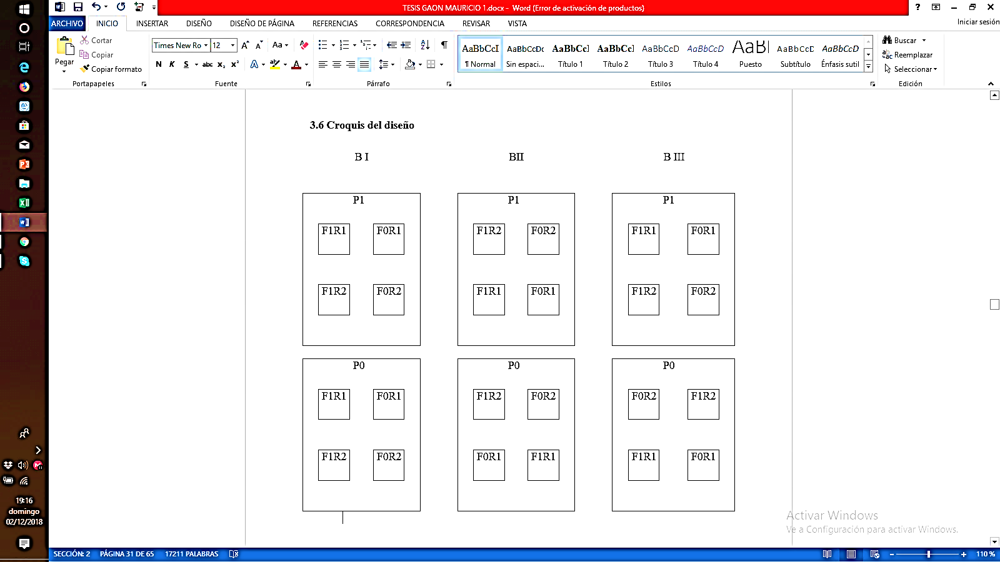 TESIS GAON MAURICIO 1.docx - Word (Error de activación de productos)
ARCHIVO INICIO INSERTAR DISEÑO DISEÑO DE PÁGINA REFERENCIAS CORRESPONDENCIA REVISAR VISTA Iniciar sesión
Pegar
Cortar
Copiar
Copiar formato
Portapapeles
Times New Ro 12
Aa
N K S abc x₂ x²
A A
Fuente
Párrafo
AaBbCcI AaBbCcDc AaBbCcI AaBbCcI AaBbCcD AaBbCcD AaBl AaBbCcD AaBbCcD
¶ Normal Sin espaci... Título 1 Título 2 Título 3 Título 4 Puesto Subtítulo Énfasis sutil
Estilos
Buscar
Reemplazar
Seleccionar
Edición
3.6 Croquis del diseño
B I BII B III
P1 P1 P1
F1R1 F0R1 F1R2 F0R2 F1R1 F0R1
F1R2 F0R2 F1R1 F0R1 F1R2 F0R2
P0 P0 P0
F1R1 F0R1 F1R2 F0R2 F0R2 F1R2
F1R2 F0R2 F0R1 F1R1 F1R1 F0R1
Activar Windows
Ve a Configuración para activar Windows.
19:16
domingo
02/12/2018
SECCIÓN: 2 PÁGINA 31 DE 65 17211 PALABRAS 110 %